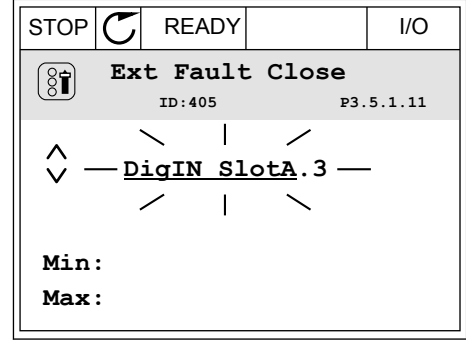 STOP READY I/O
Ext Fault Close
ID:405 P3.5.1.11
DigIN SlotA.3
Min:
Max: